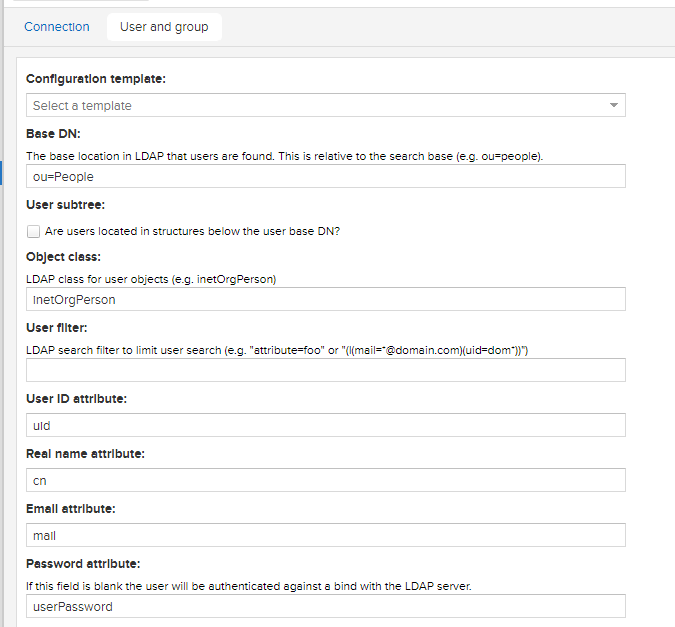 Connection
User and group
Configuration template:
Select a template
Base DN:
The base location in LDAP that users are found. This is relative to the search base (e.g. ou=people).
ou=People
User subtree:
Are users located in structures below the user base DN?
Object class:
LDAP class for user objects (e.g. inetOrgPerson)
inetOrgPerson
User filter:
LDAP search filter to limit user search (e.g. "attribute=foo" or "(|(mail=*@domain.com)(uid=dom*))")
User ID attribute:
uid
Real name attribute:
cn
Email attribute:
mail
Password attribute:
If this field is blank the user will be authenticated against a bind with the LDAP server.
userPassword